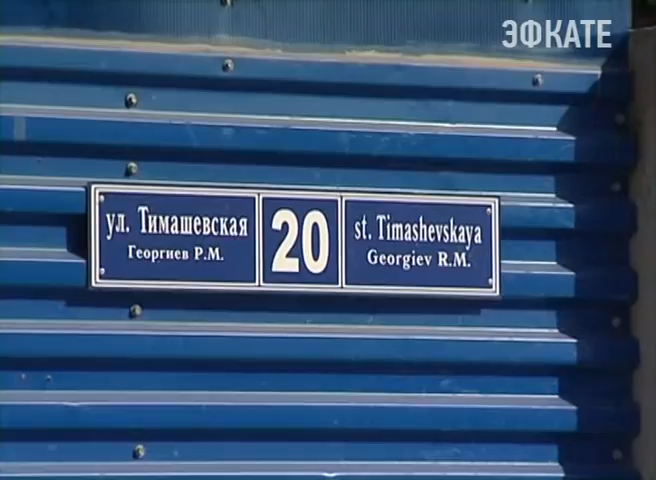 ЭФКАТЕ
ул. Тимашевская
Георгиев Р.М.
20
st. Timashevskaya
Georgiev R.M.